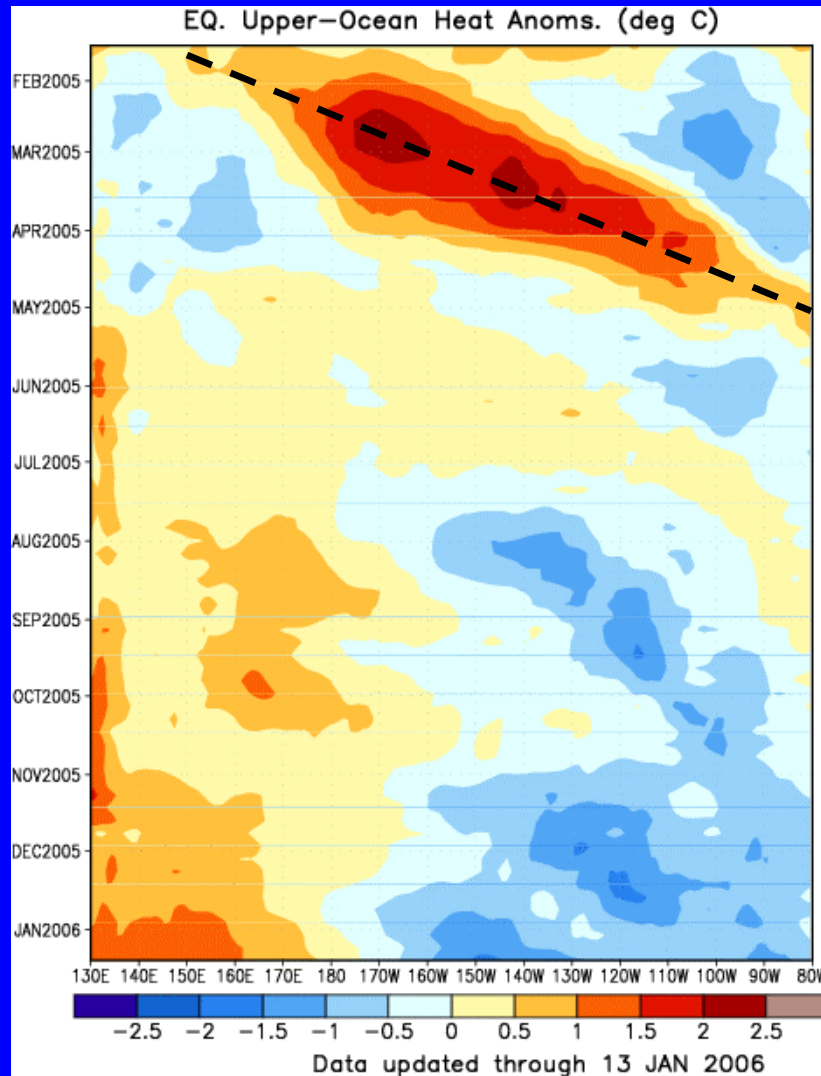 EQ. Upper-Ocean Heat Anoms. (deg C)
FEB2005
MAR2005
APR2005
MAY2005
JUN2005
JUL2005
AUG2005
SEP2005
OCT2005
NOV2005
DEC2005
JAN2006
130E 140E 150E 160E 170E 180 170W 160W 150W 140W 130W 120W 110W 100W 90W 80W
-2.5 -2 -1.5 -1 -0.5 0 0.5 1 1.5 2 2.5
Data updated through 13 JAN 2006